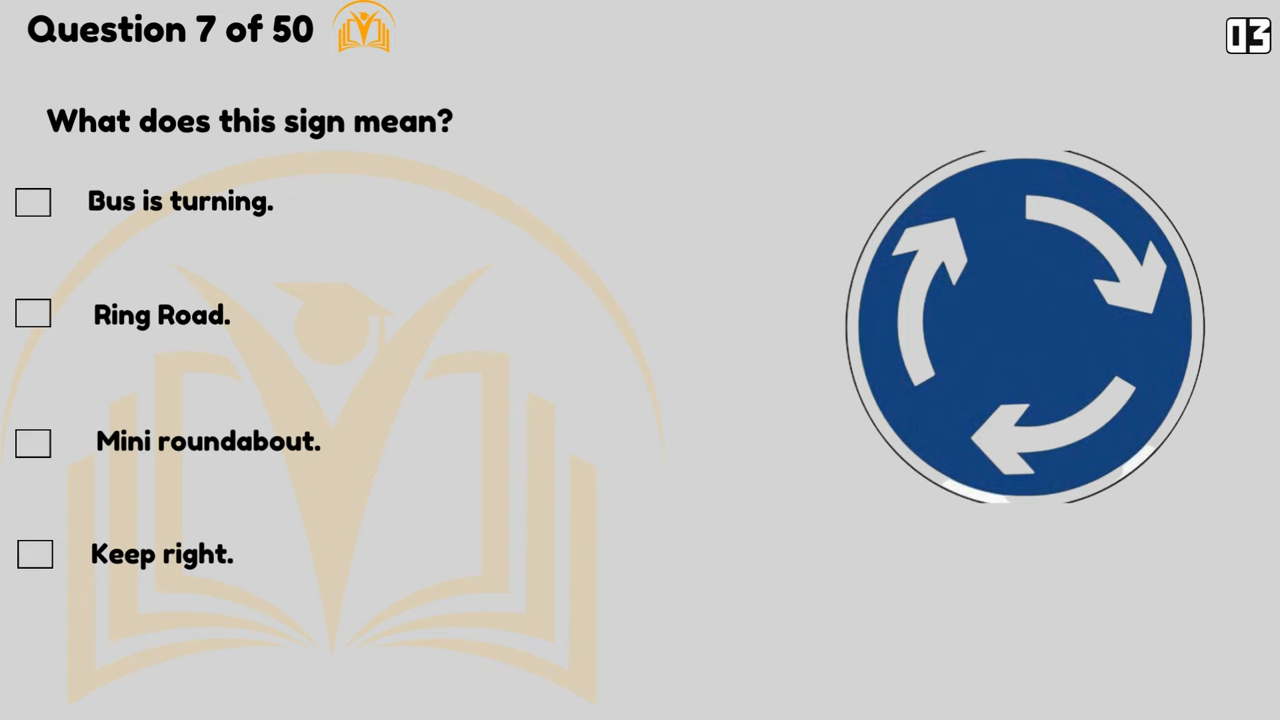 Question 7 of 50
03
What does this sign mean?
Bus is turning.
Ring Road.
Mini roundabout.
Keep right.